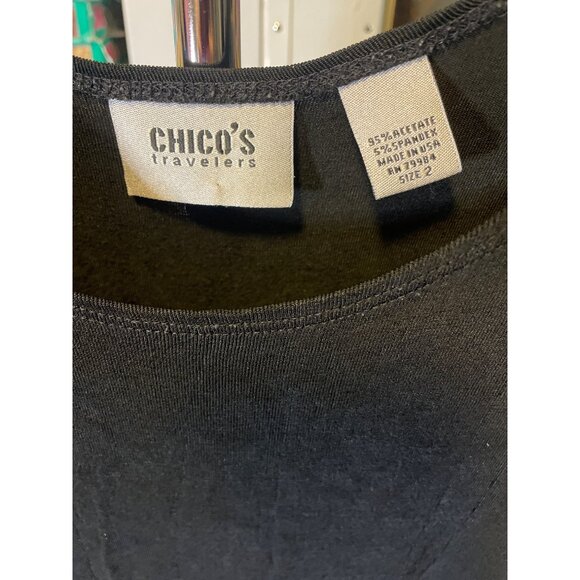 CHICO'S
travelers
95% ACETATE
5% SPANDEX
MADE IN USA
RN 79984
SIZE 2